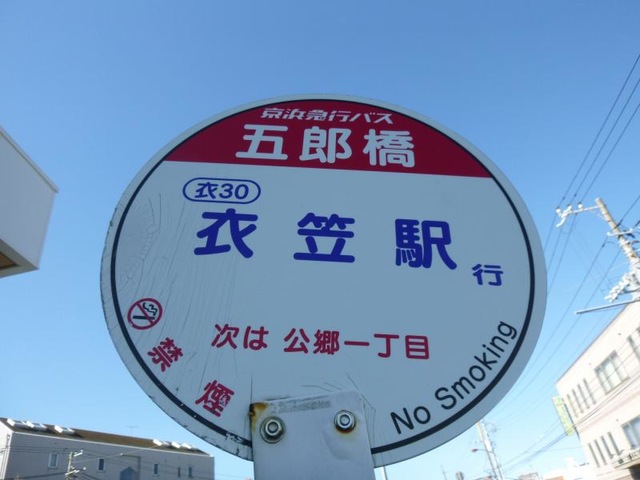 京浜急行バス
五郎橋
衣30
衣笠駅行
次は 公郷一丁目
禁煙
No Smoking